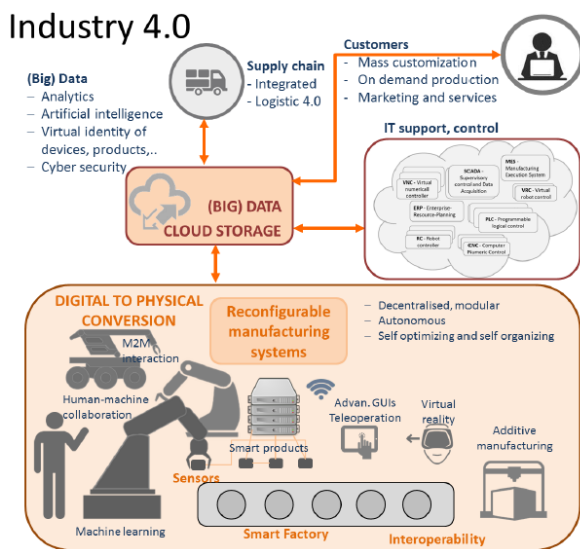 Industry 4.0
(Big) Data
– Analytics
– Artificial intelligence
– Virtual identity of
devices, products,..
– Cyber security
Supply chain
- Integrated
- Logistic 4.0
Customers
– Mass customization
– On demand production
– Marketing and services
IT support, control
VNC - Virtual
numericall
controller
SCADA -
Supervisory
control and Data
Acquisition
MES -
Manufacturing
Execution System
VRC - Virtual
robot control
ERP - Enterprise-
Resource-Planning
PLC - Programmable
logical control
RC - Robot
controller
Numeric Control
(BIG) DATA
CLOUD STORAGE
DIGITAL TO PHYSICAL
CONVERSION
Reconfigurable
manufacturing
systems
– Decentralised, modular
– Autonomous
– Self optimizing and self organizing
M2M
interaction
Human-machine
collaboration
Advan. GUIs
Teleoperation
Virtual
reality
Additive
manufacturing
Smart products
Sensors
Machine learning
Smart Factory
Interoperability